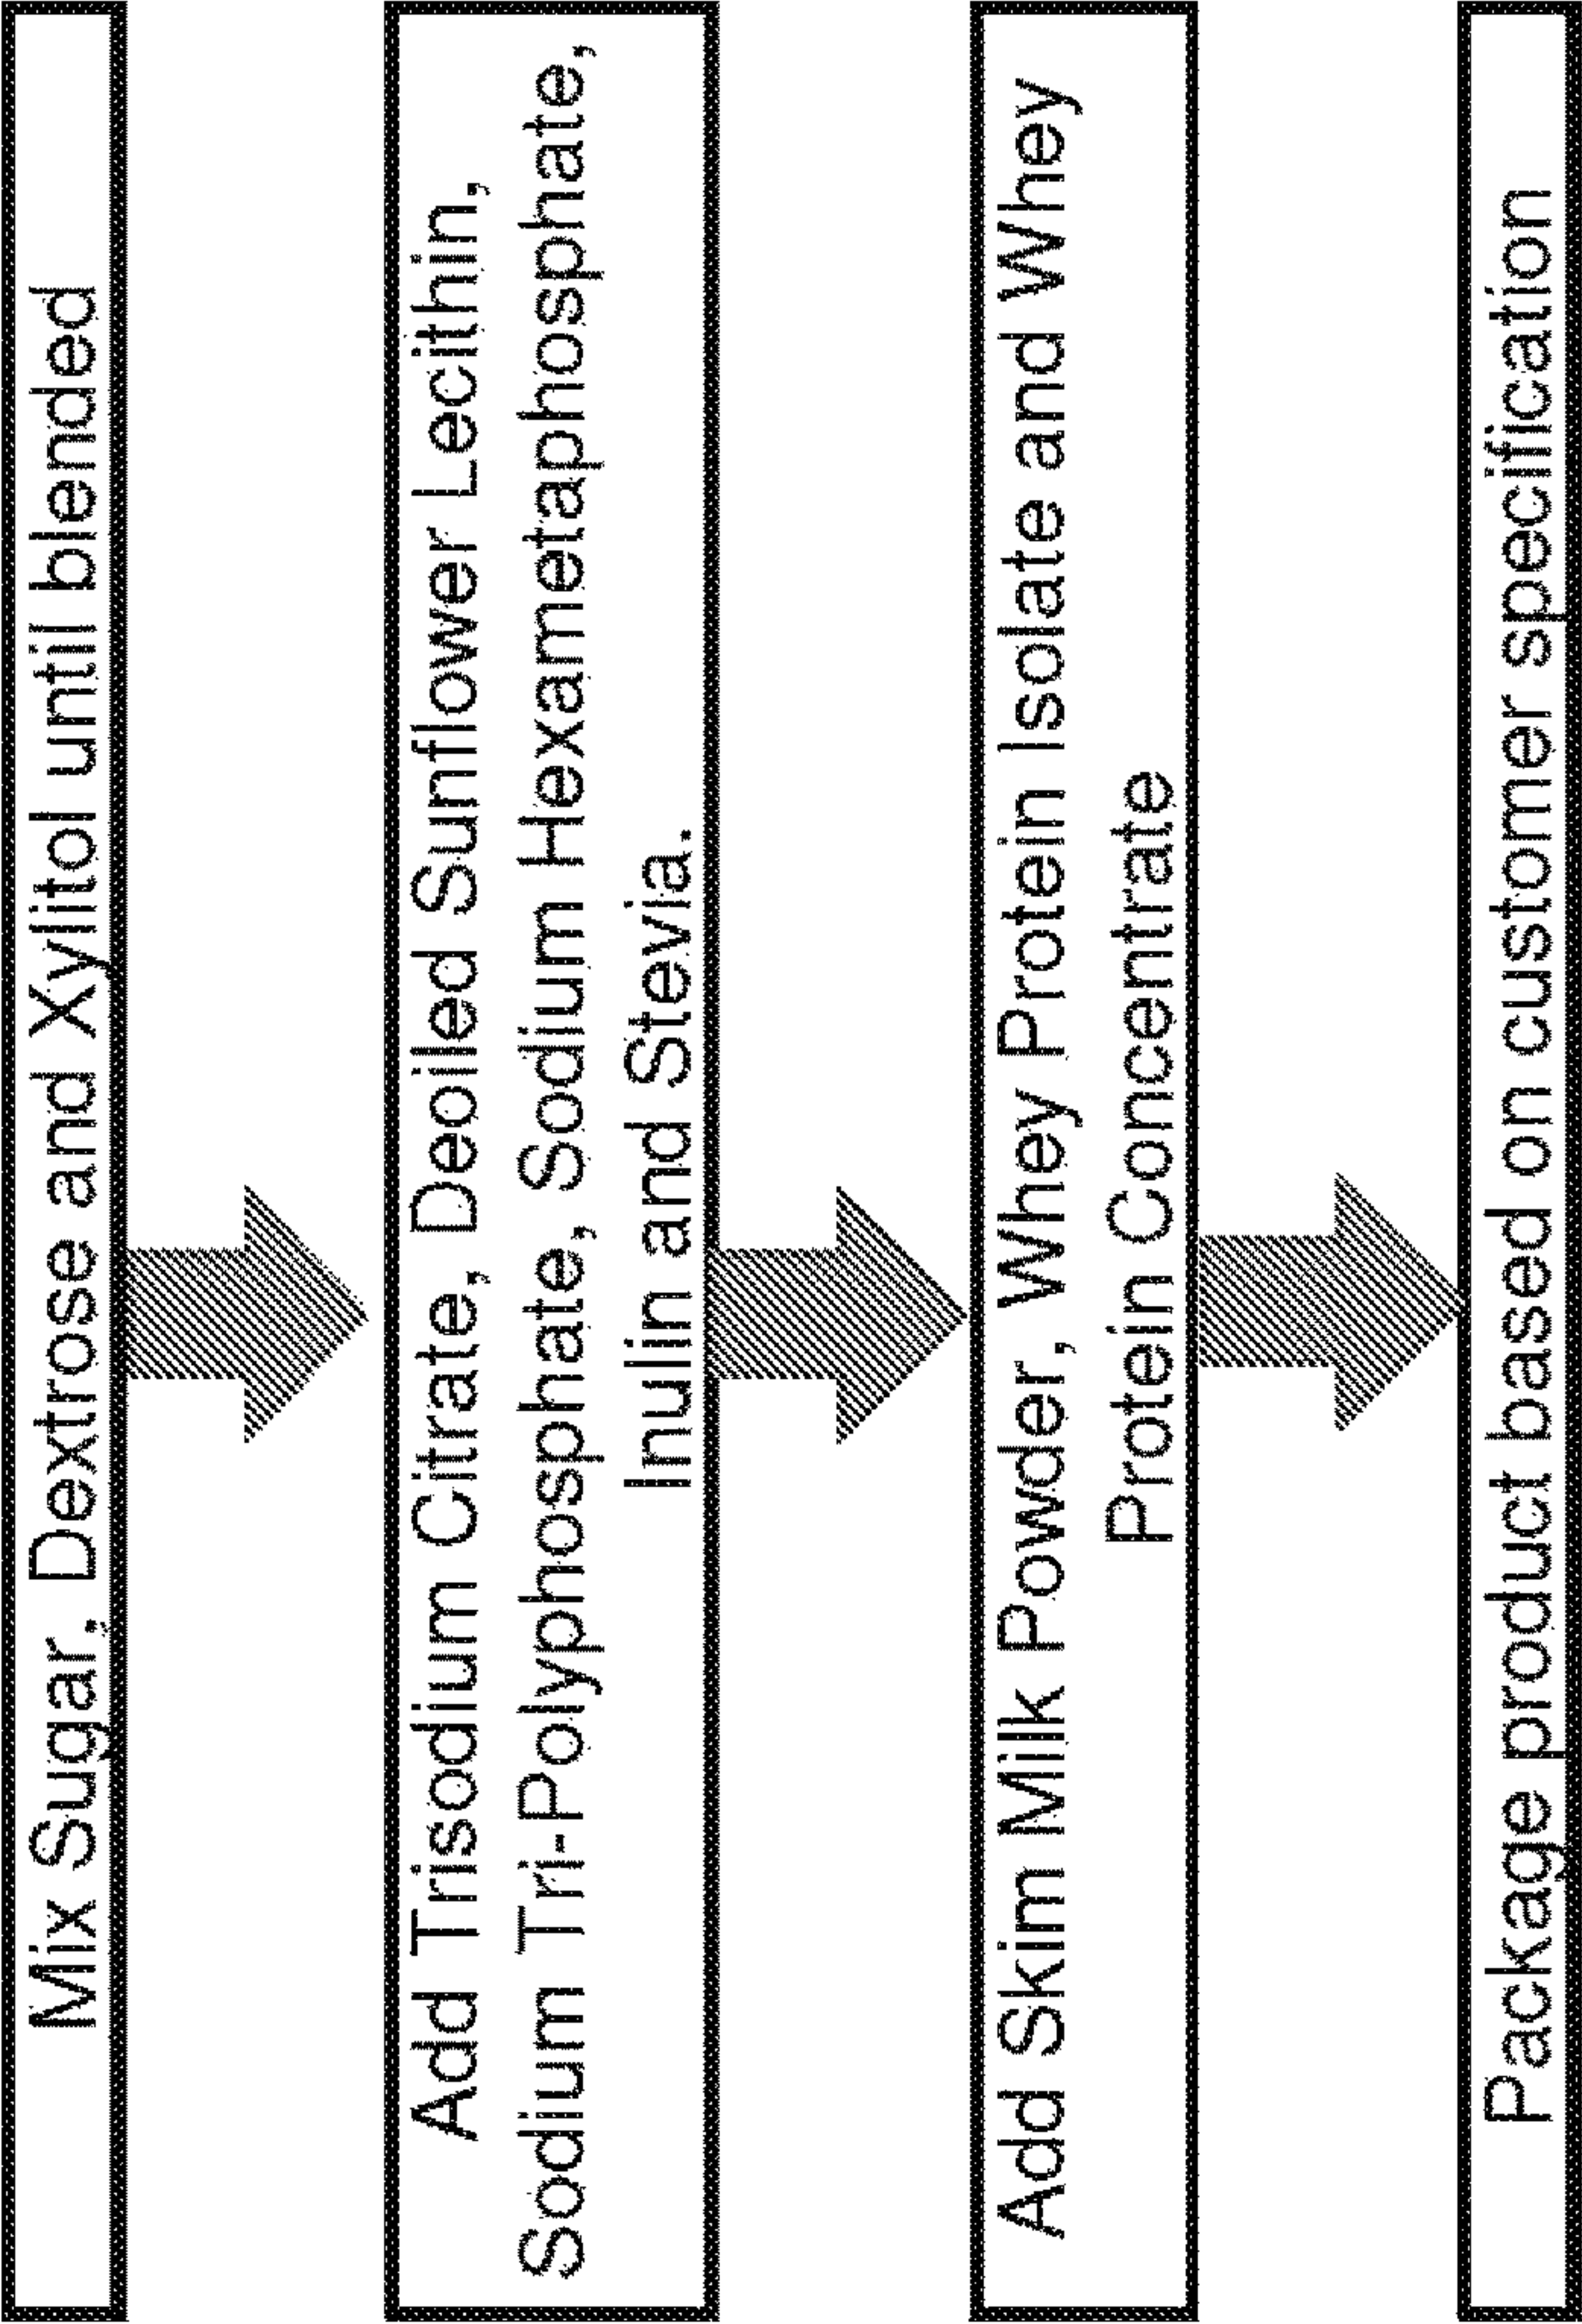 Mix Sugar, Dextrose and Xylitol until blended
Add Trisodium Citrate, Deoiled Sunflower Lecithin,
Sodium Tri-Polyphosphate, Sodium Hexametaphosphate,
Inulin and Stevia.
Add Skim Milk Powder, Whey Protein Isolate and Whey
Protein Concentrate
Package product based on customer specification